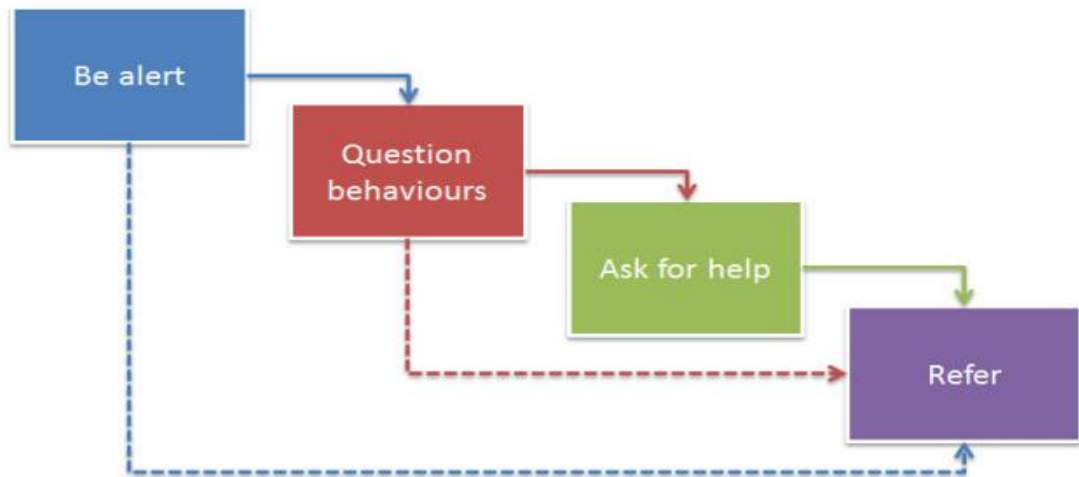 Be alert
Question
behaviours
Ask for help
Refer